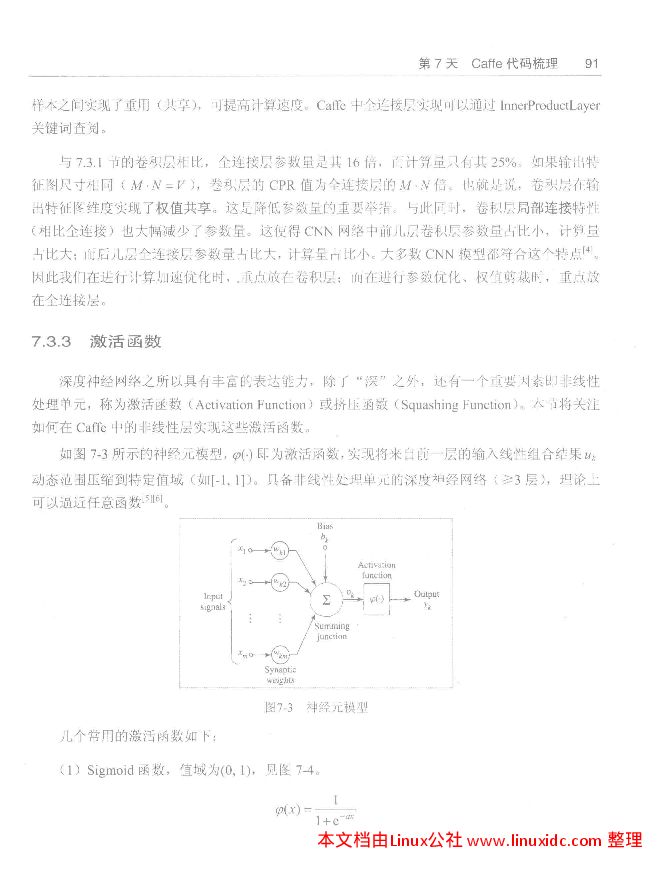 第 7 天 Caffe 代码梳理 91
样本之间实现了重用（共享），可提高计算速度。Caffe 中全连接层实现可以通过 InnerProductLayer
关键词查阅。
与 7.3.1 节的卷积层相比，全连接层参数量是其 16 倍，而计算量只有其 25%。如果输出特
征图尺寸相同（M·N=V），卷积层的 CPR 值为全连接层的 M·N 倍。也就是说，卷积层在输
出特征图维度实现了权值共享。这是降低参数量的重要举措。与此同时，卷积层局部连接特性
（相比全连接）也大幅减少了参数量。这使得 CNN 网络中前几层卷积层参数量占比小，计算量
占比大；而后几层全连接层参数量占比大，计算量占比小。大多数 CNN 模型都符合这个特点[4]。
因此我们在进行计算加速优化时，重点放在卷积层；而在进行参数优化、权值剪裁时，重点放
在全连接层。
7.3.3 激活函数
深度神经网络之所以具有丰富的表达能力，除了“深”之外，还有一个重要因素即非线性
处理单元，称为激活函数（Activation Function）或挤压函数（Squashing Function）。本节将关注
如何在 Caffe 中的非线性层实现这些激活函数。
如图 7-3 所示的神经元模型，φ(·) 即为激活函数，实现将来自前一层的输入线性组合结果 uk
动态范围压缩到特定值域（如[-1, 1]）。具备非线性处理单元的深度神经网络（≥3 层），理论上
可以逼近任意函数[5][6]。
Bias
bk
x1
wk1
Activation
function
x2
wk2
Input
signals
Σ
υk
φ(·)
Output
yk
Summing
junction
xm
wkm
Synaptic
weights
图7-3 神经元模型
几个常用的激活函数如下：
（1）Sigmoid 函数，值域为(0, 1)，见图 7-4。
φ(x) = 1 / (1+e^-ax)
本文档由Linux公社 www.linuxidc.com 整理